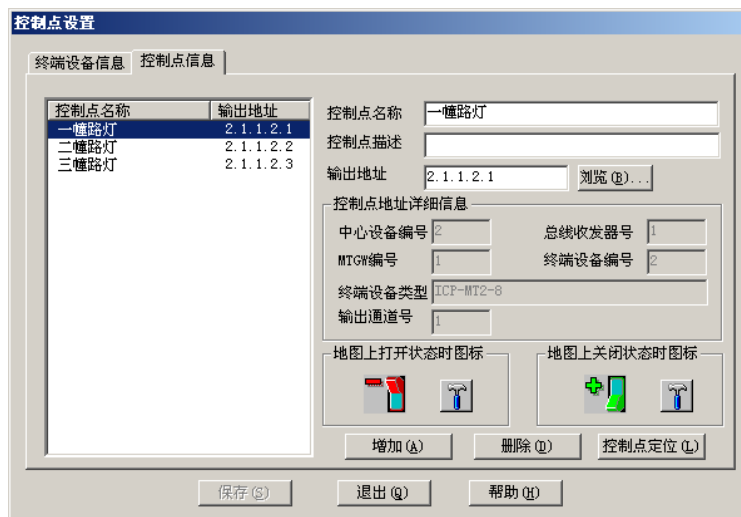 控制点设置
终端设备信息 控制点信息
控制点名称 输出地址
一幢路灯 2.1.1.2.1
二幢路灯 2.1.1.2.2
三幢路灯 2.1.1.2.3
控制点名称 一幢路灯
控制点描述
输出地址 2.1.1.2.1 浏览(B)...
控制点地址详细信息
中心设备编号 2 总线收发器号 1
MTGW编号 1 终端设备编号 2
终端设备类型 ICP-MT2-8
输出通道号 1
地图上打开状态时图标 地图上关闭状态时图标
增加(A) 删除(D) 控制点定位(L)
保存(S) 退出(Q) 帮助(H)